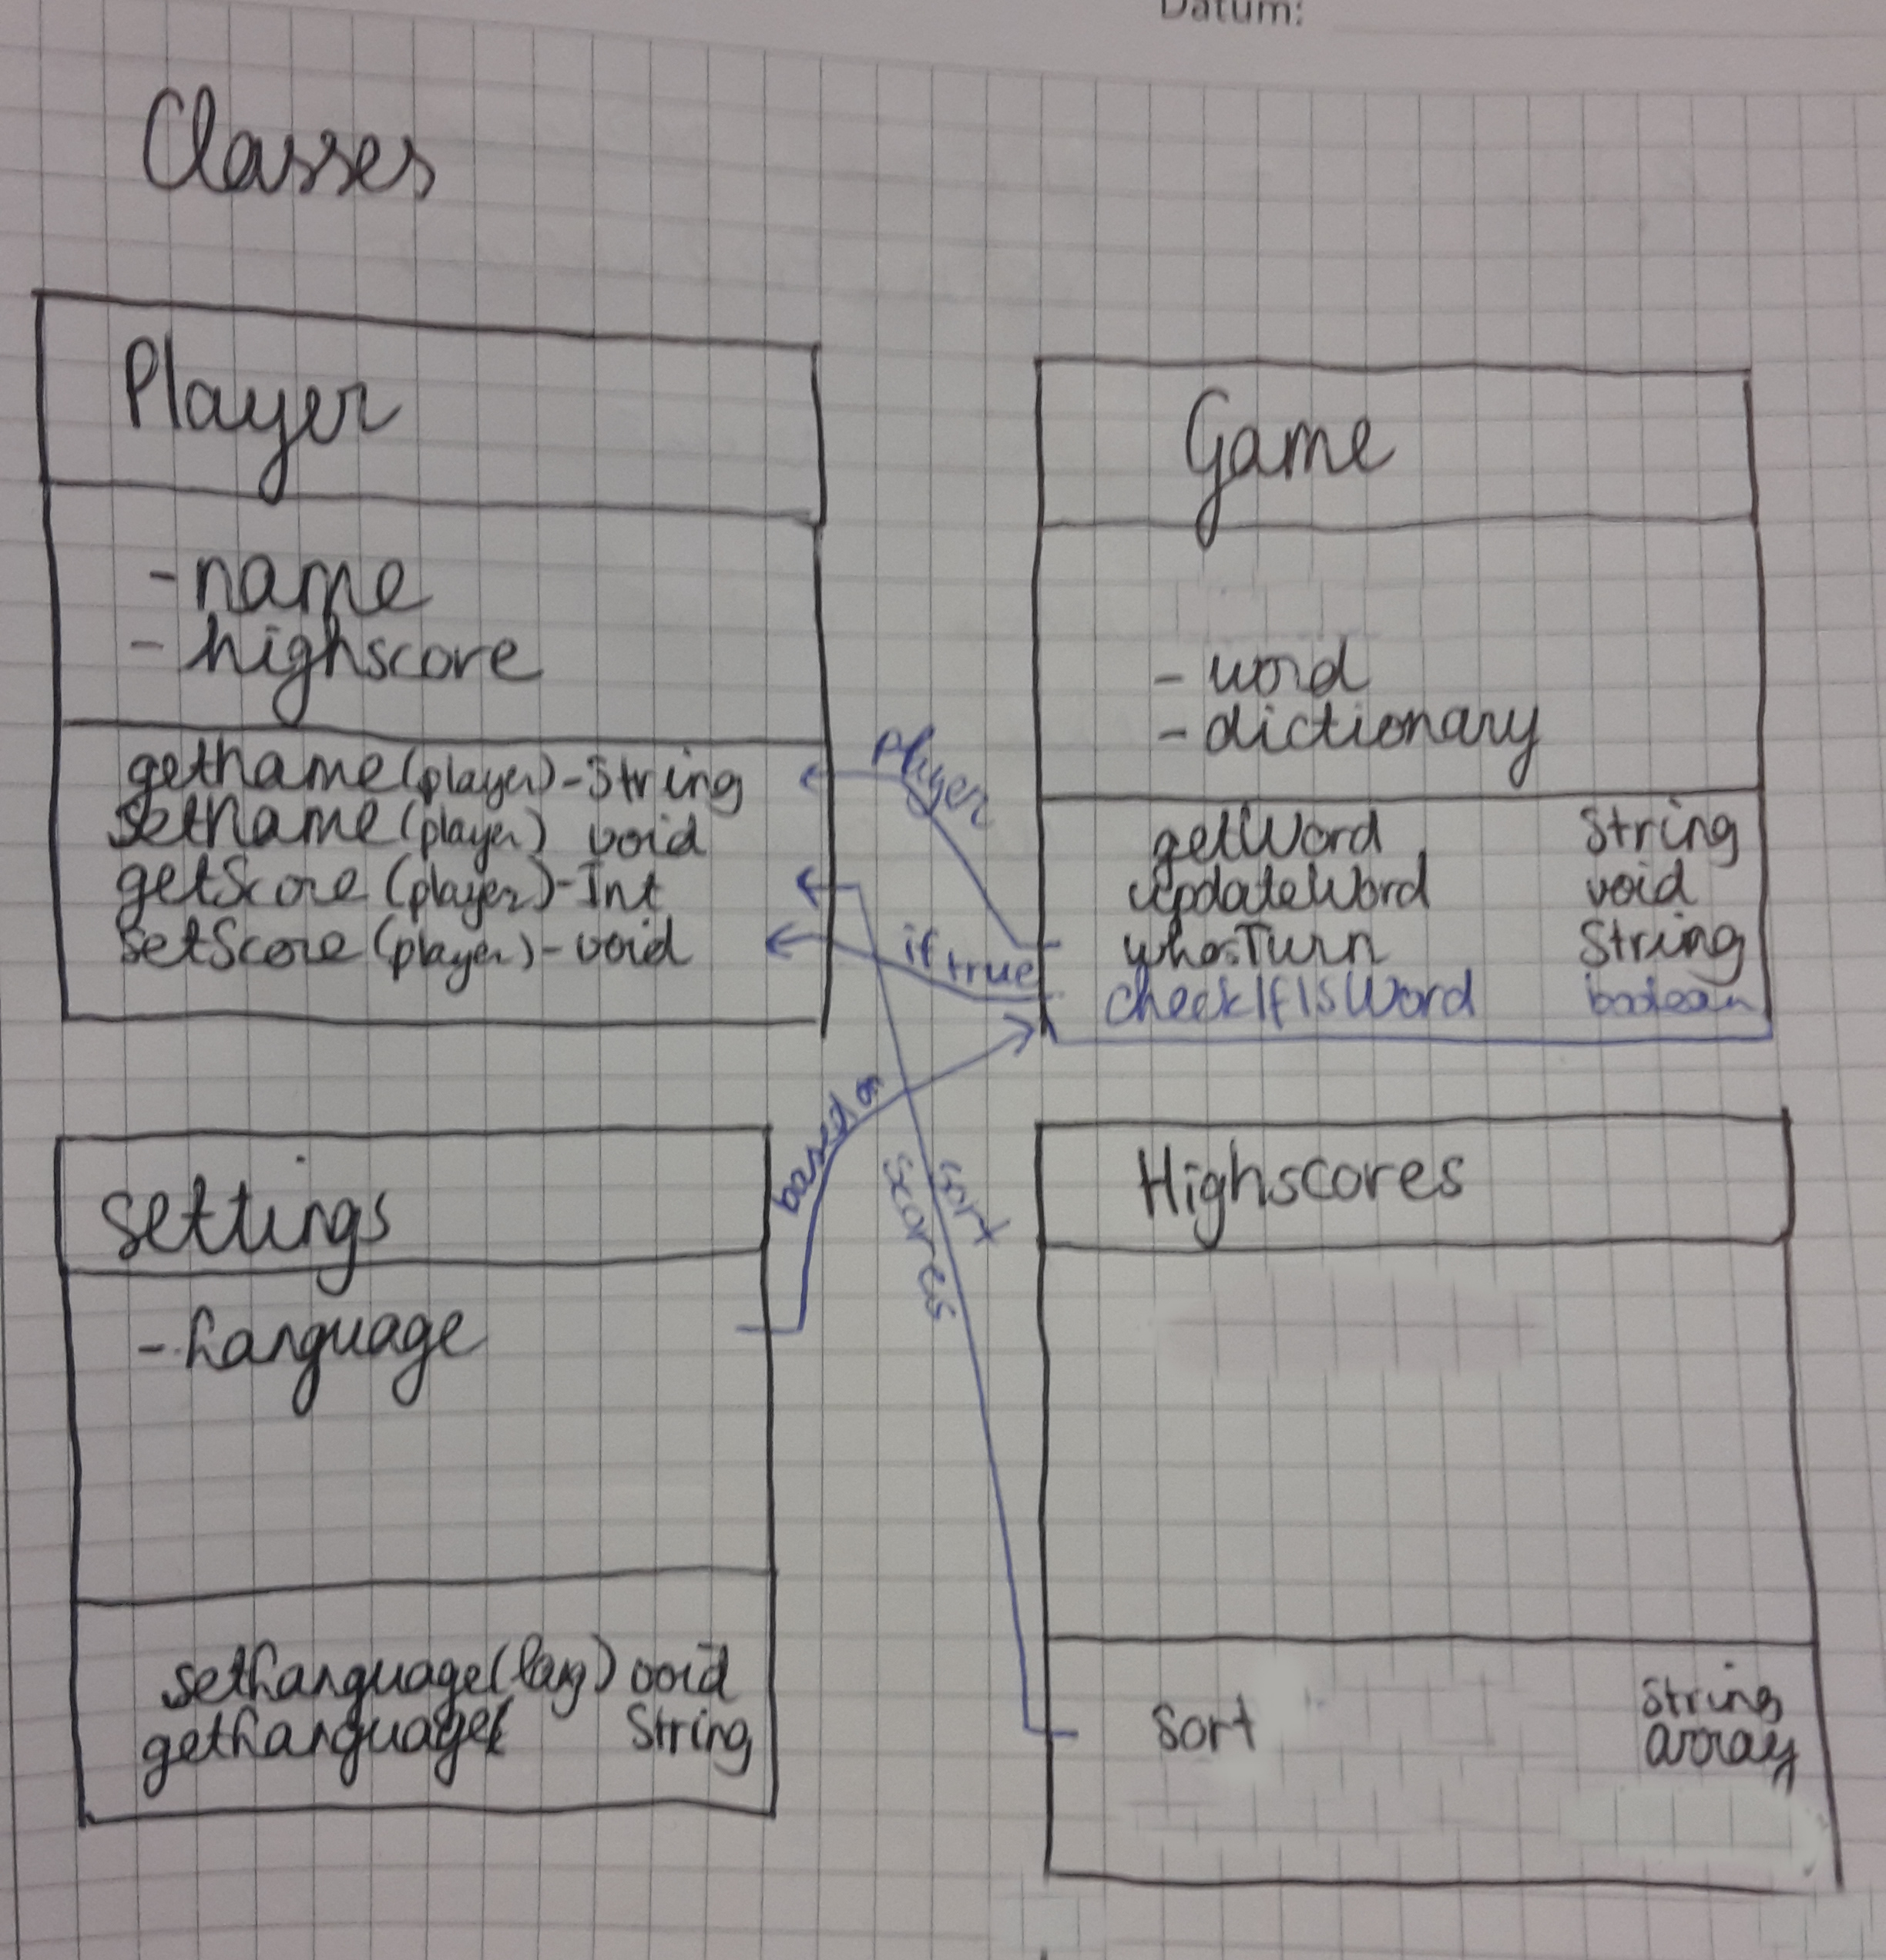 Datum:
Classes
Player
- name
- highscore
getName (player) - String
setName (player) void
getScore (player) - Int
setScore (player) - void
Game
- word
- dictionary
getWord String
updateWord void
whosTurn String
checkIfIsWord boolean
Player
if true
based on
sort
scores
settings
- Language
setLanguage (lang) void
getLanguage( String
Highscores
sort String
array